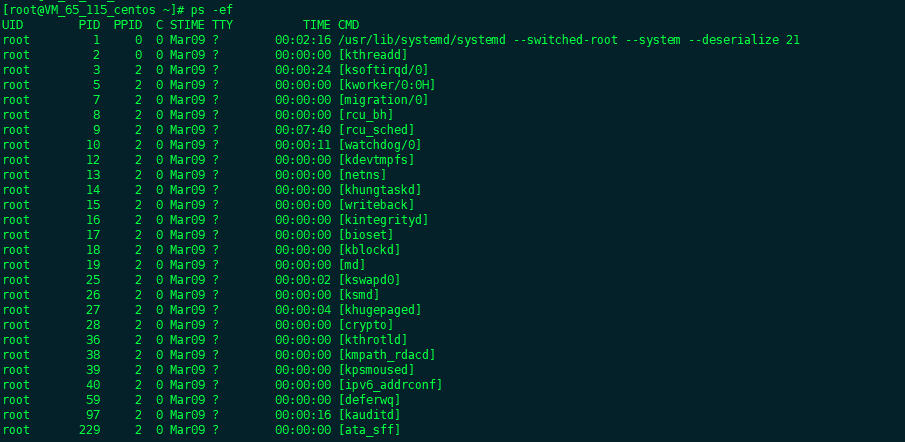 [root@VM_65_115_centos ~]# ps -ef
UID        PID  PPID  C STIME TTY          TIME CMD
root         1     0  0 Mar09 ?        00:02:16 /usr/lib/systemd/systemd --switched-root --system --deserialize 21
root         2     0  0 Mar09 ?        00:00:00 [kthreadd]
root         3     2  0 Mar09 ?        00:00:24 [ksoftirqd/0]
root         5     2  0 Mar09 ?        00:00:00 [kworker/0:0H]
root         7     2  0 Mar09 ?        00:00:00 [migration/0]
root         8     2  0 Mar09 ?        00:00:00 [rcu_bh]
root         9     2  0 Mar09 ?        00:07:40 [rcu_sched]
root        10     2  0 Mar09 ?        00:00:11 [watchdog/0]
root        12     2  0 Mar09 ?        00:00:00 [kdevtmpfs]
root        13     2  0 Mar09 ?        00:00:00 [netns]
root        14     2  0 Mar09 ?        00:00:00 [khungtaskd]
root        15     2  0 Mar09 ?        00:00:00 [writeback]
root        16     2  0 Mar09 ?        00:00:00 [kintegrityd]
root        17     2  0 Mar09 ?        00:00:00 [bioset]
root        18     2  0 Mar09 ?        00:00:00 [kblockd]
root        19     2  0 Mar09 ?        00:00:00 [md]
root        25     2  0 Mar09 ?        00:00:02 [kswapd0]
root        26     2  0 Mar09 ?        00:00:00 [ksmd]
root        27     2  0 Mar09 ?        00:00:04 [khugepaged]
root        28     2  0 Mar09 ?        00:00:00 [crypto]
root        36     2  0 Mar09 ?        00:00:00 [kthrotld]
root        38     2  0 Mar09 ?        00:00:00 [kmpath_rdacd]
root        39     2  0 Mar09 ?        00:00:00 [kpsmoused]
root        40     2  0 Mar09 ?        00:00:00 [ipv6_addrconf]
root        59     2  0 Mar09 ?        00:00:00 [deferwq]
root        97     2  0 Mar09 ?        00:00:16 [kauditd]
root       229     2  0 Mar09 ?        00:00:00 [ata_sff]